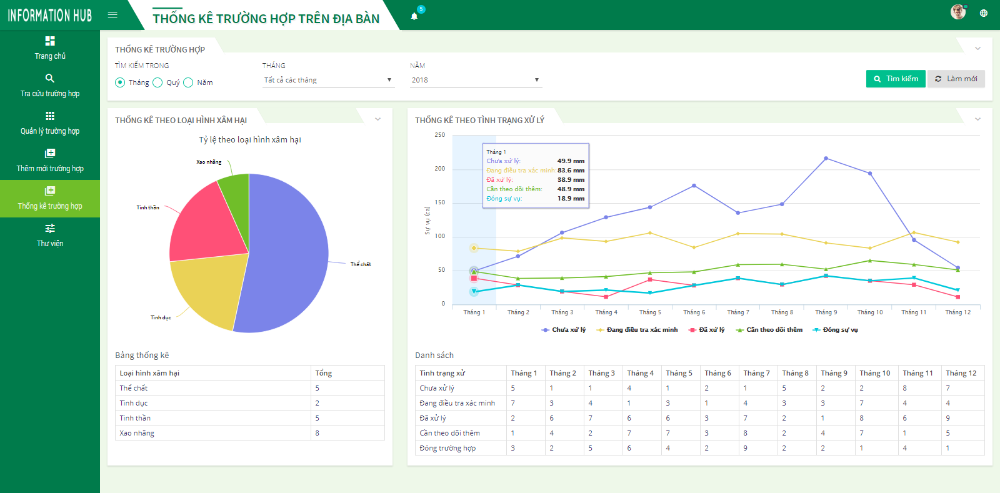 INFORMATION HUB
THỐNG KÊ TRƯỜNG HỢP TRÊN ĐỊA BÀN
5
Trang chủ
Tra cứu trường hợp
Quản lý trường hợp
Thêm mới trường hợp
Thống kê trường hợp
Thư viện
THỐNG KÊ TRƯỜNG HỢP
TÌM KIẾM TRONG
Tháng Quý Năm
THÁNG
Tất cả các tháng
NĂM
2018
Tìm kiếm
Làm mới
THỐNG KÊ THEO LOẠI HÌNH XÂM HẠI
Tỷ lệ theo loại hình xâm hại
Xao nhãng
Tinh thần
Thể chất
Tình dục
Bảng thống kê
Loại hình xâm hại Tổng
Thể chất 5
Tình dục 2
Tinh thần 5
Xao nhãng 8
THỐNG KÊ THEO TÌNH TRẠNG XỬ LÝ
250
200
150
100
50
0
Sự vụ (ca)
Tháng 1
Chưa xử lý: 49.9 mm
Đang điều tra xác minh: 83.6 mm
Đã xử lý: 38.9 mm
Cần theo dõi thêm: 48.9 mm
Đóng sự vụ: 18.9 mm
Tháng 1 Tháng 2 Tháng 3 Tháng 4 Tháng 5 Tháng 6 Tháng 7 Tháng 8 Tháng 9 Tháng 10 Tháng 11 Tháng 12
Chưa xử lý Đang điều tra xác minh Đã xử lý Cần theo dõi thêm Đóng sự vụ
Danh sách
Tình trạng xử Tháng 1 Tháng 2 Tháng 3 Tháng 4 Tháng 5 Tháng 6 Tháng 7 Tháng 8 Tháng 9 Tháng 10 Tháng 11 Tháng 12
Chưa xử lý 5 1 1 4 1 2 1 5 2 2 8 7
Đang điều tra xác minh 7 3 4 1 3 1 4 3 3 7 4 4
Đã xử lý 2 6 7 6 6 3 7 2 1 8 6 9
Cần theo dõi thêm 1 4 2 7 7 3 8 2 4 7 1 5
Đóng trường hợp 3 2 5 6 4 2 9 2 2 1 4 1